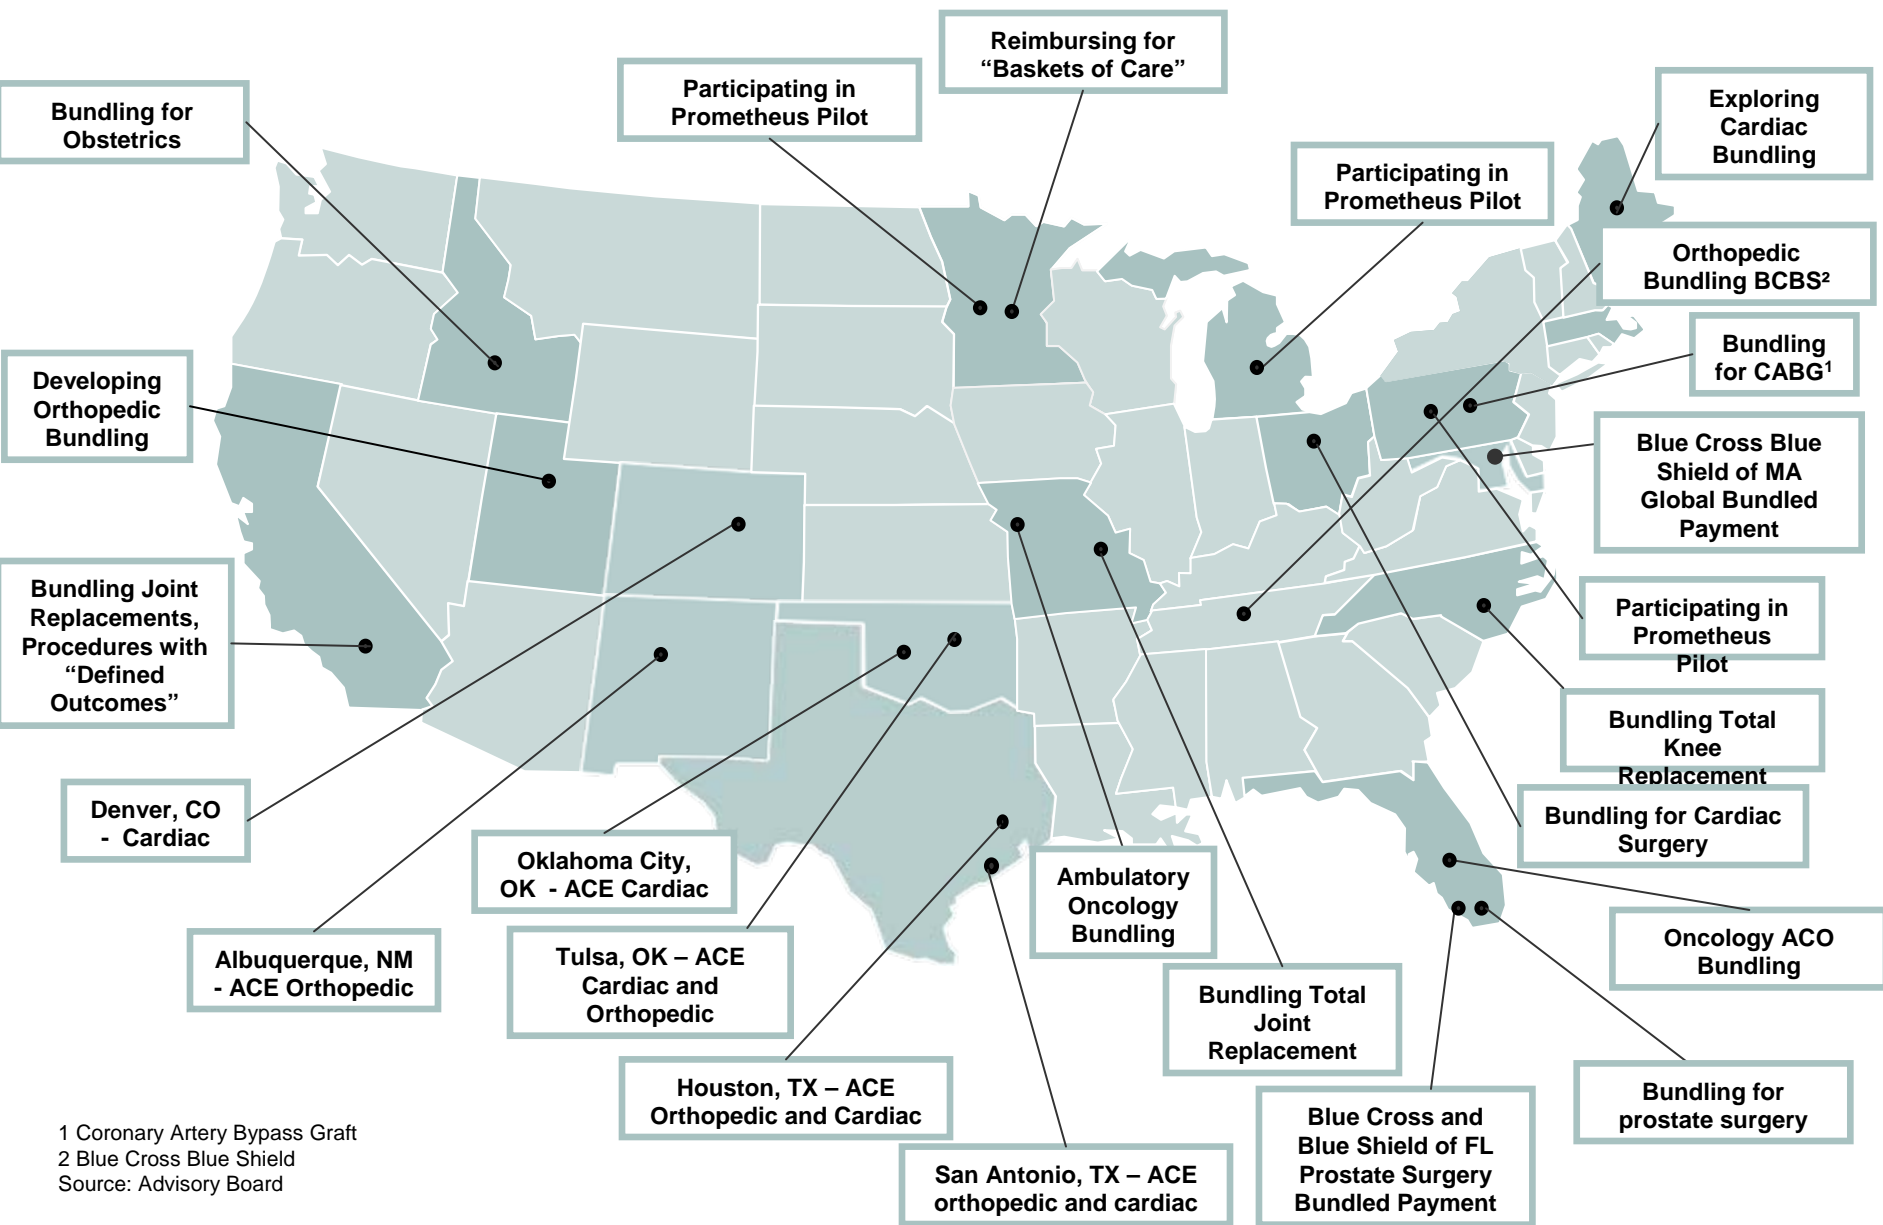 Reimbursing for
“Baskets of Care”
Participating in
Prometheus Pilot
Bundling for
Obstetrics
Exploring
Cardiac
Bundling
Participating in
Prometheus Pilot
Orthopedic
Bundling BCBS²
Bundling
for CABG¹
Developing
Orthopedic
Bundling
Blue Cross Blue
Shield of MA
Global Bundled
Payment
Bundling Joint
Replacements,
Procedures with
“Defined
Outcomes”
Participating in
Prometheus
Pilot
Bundling Total
Knee
Replacement
Denver, CO
- Cardiac
Bundling for Cardiac
Surgery
Oklahoma City,
OK - ACE Cardiac
Ambulatory
Oncology
Bundling
Albuquerque, NM
- ACE Orthopedic
Tulsa, OK – ACE
Cardiac and
Orthopedic
Oncology ACO
Bundling
Bundling Total
Joint
Replacement
Houston, TX – ACE
Orthopedic and Cardiac
Bundling for
prostate surgery
Blue Cross and
Blue Shield of FL
Prostate Surgery
Bundled Payment
San Antonio, TX – ACE
orthopedic and cardiac
1 Coronary Artery Bypass Graft
2 Blue Cross Blue Shield
Source: Advisory Board